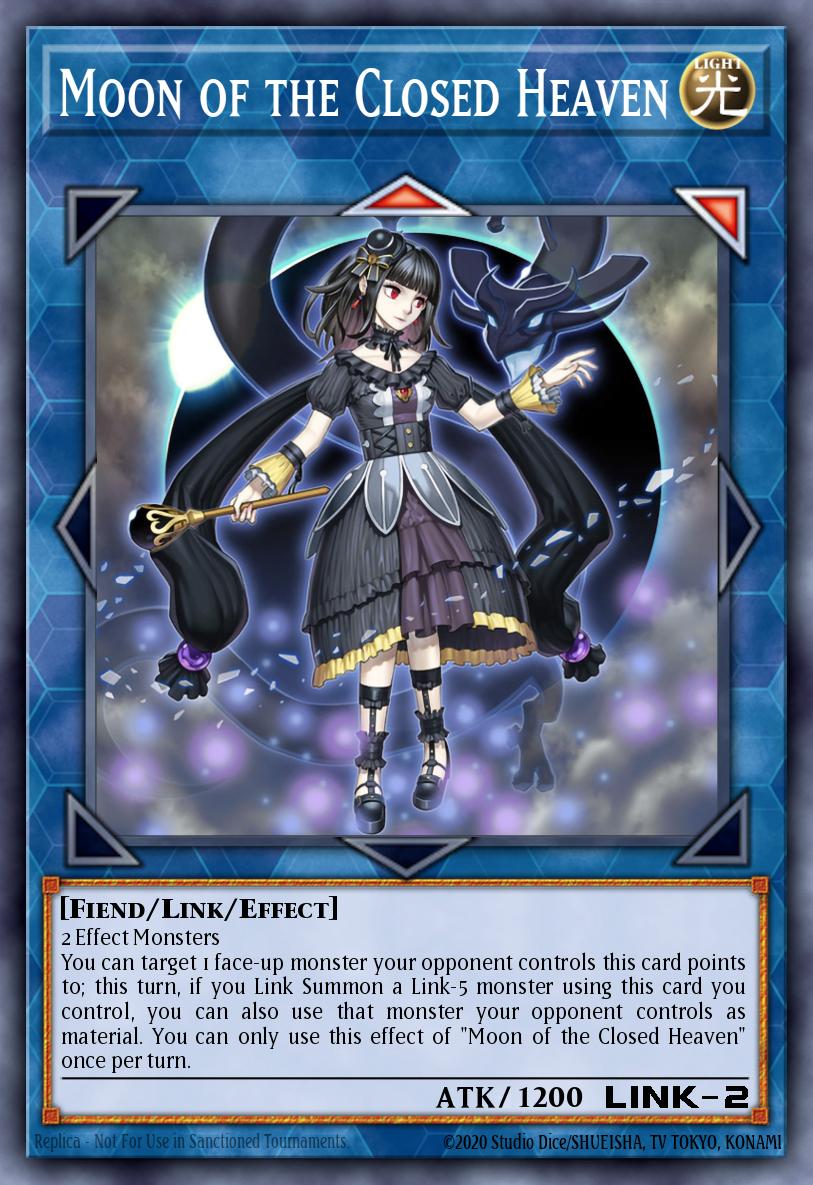 Moon of the Closed Heaven
LIGHT
光
[Fiend/Link/Effect]
2 Effect Monsters
You can target 1 face-up monster your opponent controls this card points
to; this turn, if you Link Summon a Link-5 monster using this card you
control, you can also use that monster your opponent controls as
material. You can only use this effect of "Moon of the Closed Heaven"
once per turn.
ATK/1200 LINK-2
Replica - Not For Use in Sanctioned Tournaments.
©2020 Studio Dice/SHUEISHA, TV TOKYO, KONAMI